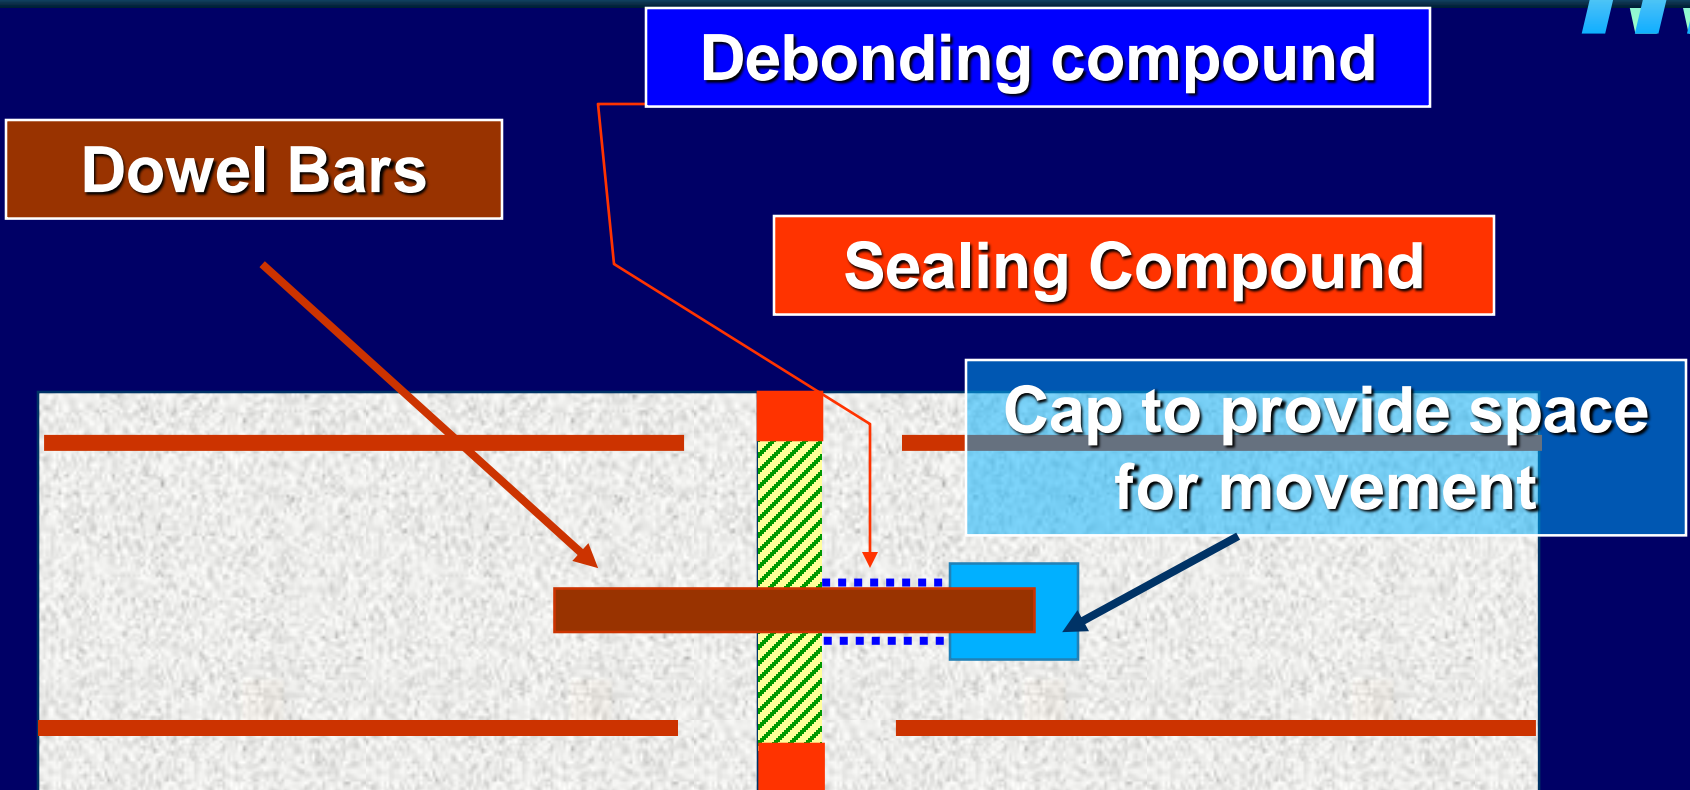 Debonding compound
Dowel Bars
Sealing Compound
Cap to provide space
for movement